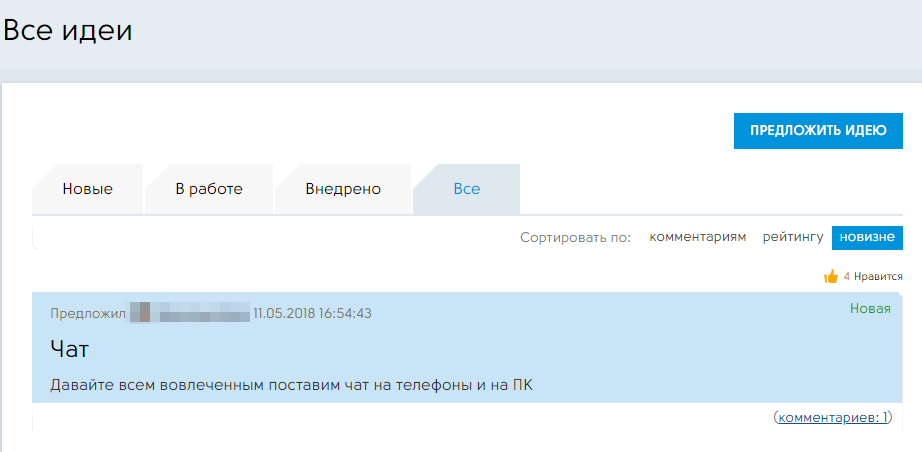 Все идеи
ПРЕДЛОЖИТЬ ИДЕЮ
Новые В работе Внедрено Все
Сортировать по: комментариям рейтингу новизне
4 Нравится
Предложил 11.05.2018 16:54:43 Новая
Чат
Давайте всем вовлеченным поставим чат на телефоны и на ПК
(комментариев: 1)